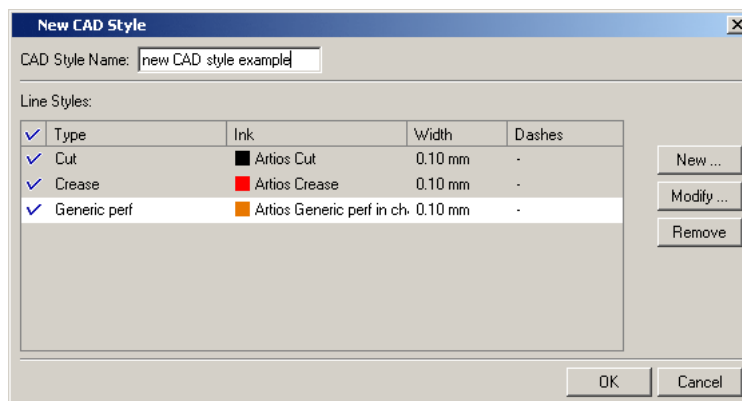 New CAD Style
CAD Style Name: new CAD style example
Line Styles:
Type Ink Width Dashes
Cut Artios Cut 0.10 mm -
Crease Artios Crease 0.10 mm -
Generic perf Artios Generic perf in ch 0.10 mm -
New ...
Modify ...
Remove
OK Cancel